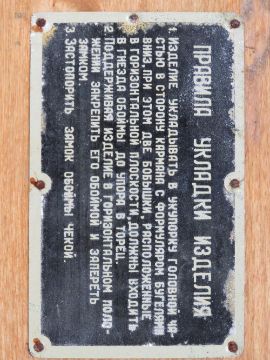 ПРАВИЛА УКЛАДКИ ИЗДЕЛИЯ
1. ИЗДЕЛИЕ УКЛАДЫВАТЬ В УКУПОРКУ ГОЛОВНОЙ ЧА-
СТЬЮ В СТОРОНУ КАРМАНА С ФОРМУЛЯРОМ БУГЕЛЯМИ
ВНИЗ. ПРИ ЭТОМ ДВЕ БОБЫШКИ, РАСПОЛОЖЕННЫЕ
В ГОРИЗОНТАЛЬНОЙ ПЛОСКОСТИ, ДОЛЖНЫ ВХОДИТЬ
В ГНЕЗДА ОБОЙМЫ ДО УПОРА В ТОРЕЦ.
2. ПОДДЕРЖИВАЯ ИЗДЕЛИЕ В ГОРИЗОНТАЛЬНОМ ПОЛО-
ЖЕНИИ ЗАКРЕПИТЬ ЕГО ОБОЙМОЙ И ЗАПЕРЕТЬ
ЗАМКОМ.
3. ЗАСТОПОРИТЬ ЗАМОК ОБОЙМЫ ЧЕКОЙ.